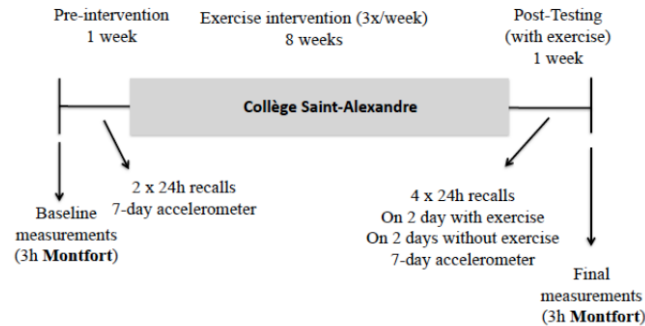 Pre-intervention
1 week
Exercise intervention (3x/week)
8 weeks
Post-Testing
(with exercise)
1 week
Collège Saint-Alexandre
Baseline
measurements
(3h Montfort)
2 x 24h recalls
7-day accelerometer
4 x 24h recalls
On 2 day with exercise
On 2 days without exercise
7-day accelerometer
Final
measurements
(3h Montfort)